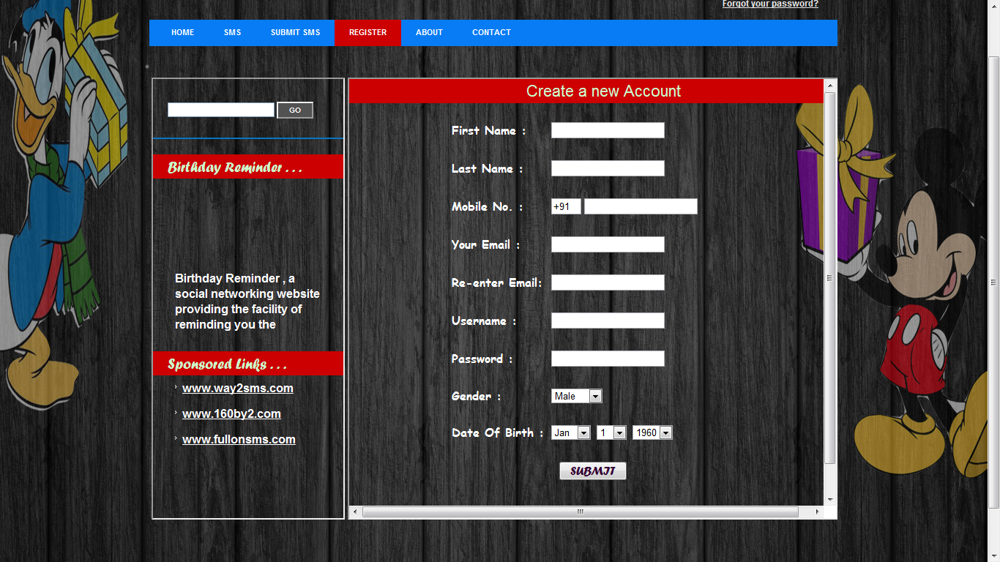 Forgot your password?
HOME SMS SUBMIT SMS REGISTER ABOUT CONTACT
GO
Birthday Reminder . . .
Birthday Reminder , a
social networking website
providing the facility of
reminding you the
Sponsored Links . . .
www.way2sms.com
www.160by2.com
www.fullonsms.com
Create a new Account
First Name :
Last Name :
Mobile No. : +91
Your Email :
Re-enter Email:
Username :
Password :
Gender : Male
Date Of Birth : Jan 1 1960
SUBMIT